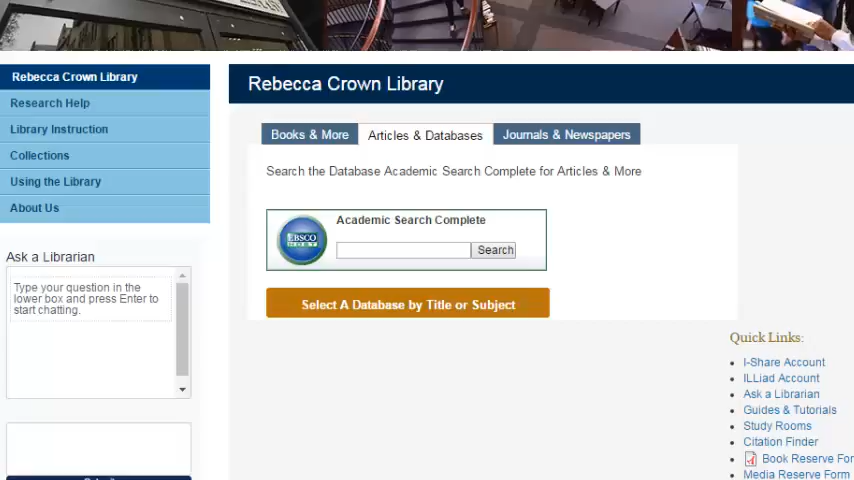 Rebecca Crown Library
Research Help
Library Instruction
Collections
Using the Library
About Us
Ask a Librarian
Type your question in the
lower box and press Enter to
start chatting.
Rebecca Crown Library
Books & More
Articles & Databases
Journals & Newspapers
Search the Database Academic Search Complete for Articles & More
EBSCO
HOST
Academic Search Complete
Search
Select A Database by Title or Subject
Quick Links:
I-Share Account
ILLiad Account
Ask a Librarian
Guides & Tutorials
Study Rooms
Citation Finder
Book Reserve For
Media Reserve Form